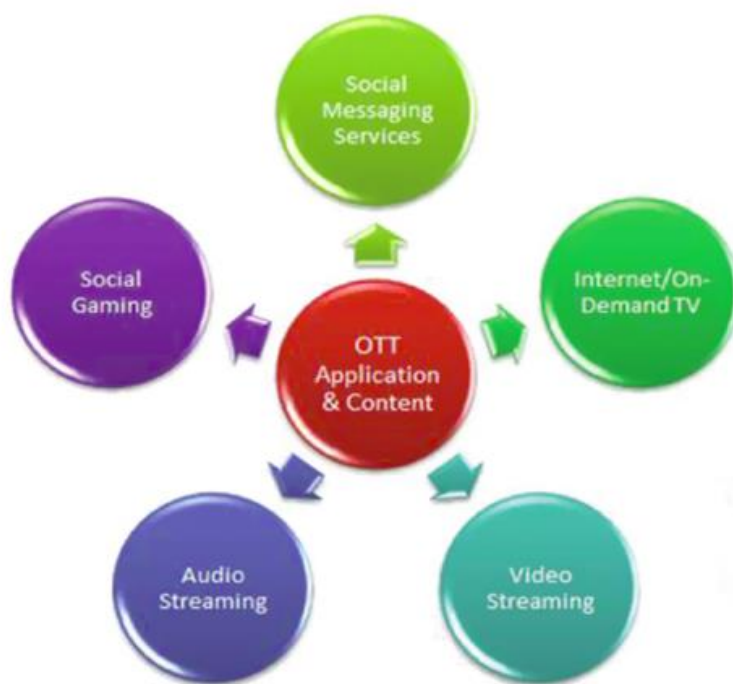 Social
Messaging
Services
Social
Gaming
Internet/On-
Demand TV
OTT
Application
& Content
Audio
Streaming
Video
Streaming